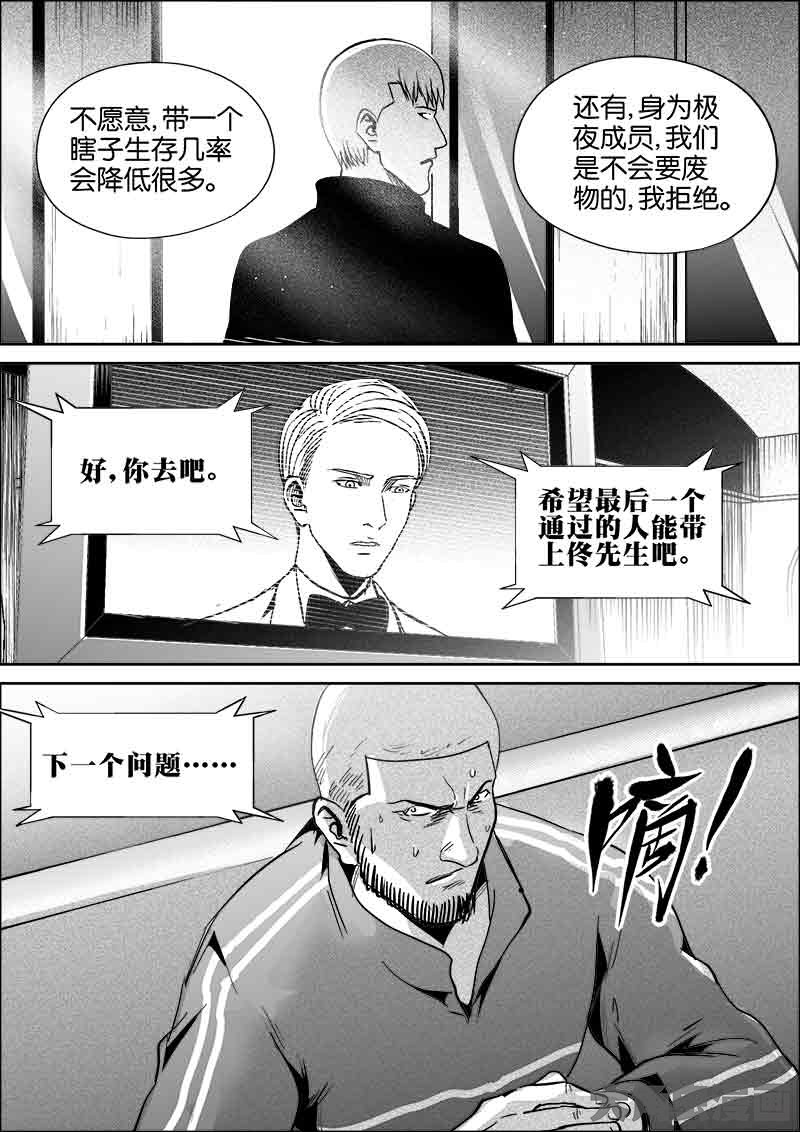 不愿意,带一个
瞎子生存几率
会降低很多。
还有,身为极
夜成员,我们
是不会要废
物的,我拒绝。
好,你去吧。
希望最后一个
通过的人能带
上佟先生吧。
下一个问题……
嘀!